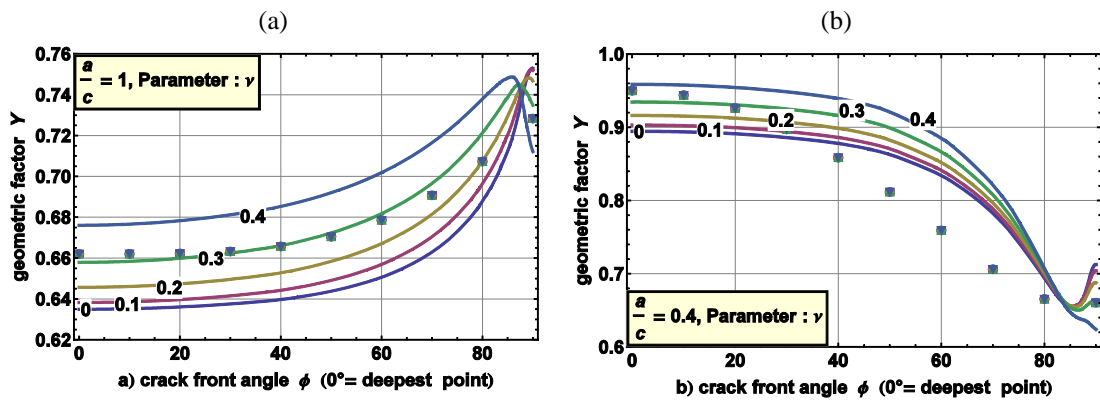 (a)
(b)
0.76
0.74
0.72
0.70
0.68
0.66
0.64
0.62
geometric factor Y
a
c
= 1, Parameter : ν
0.4
0.3
0.2
0.1
0
0
20
40
60
80
a) crack front angle ϕ (0°= deepest point)
1.0
0.9
0.8
0.7
0.6
geometric factor Y
0.4
0.3
0.2
0.1
0
a
c
= 0.4, Parameter : ν
0
20
40
60
80
b) crack front angle ϕ (0°= deepest point)